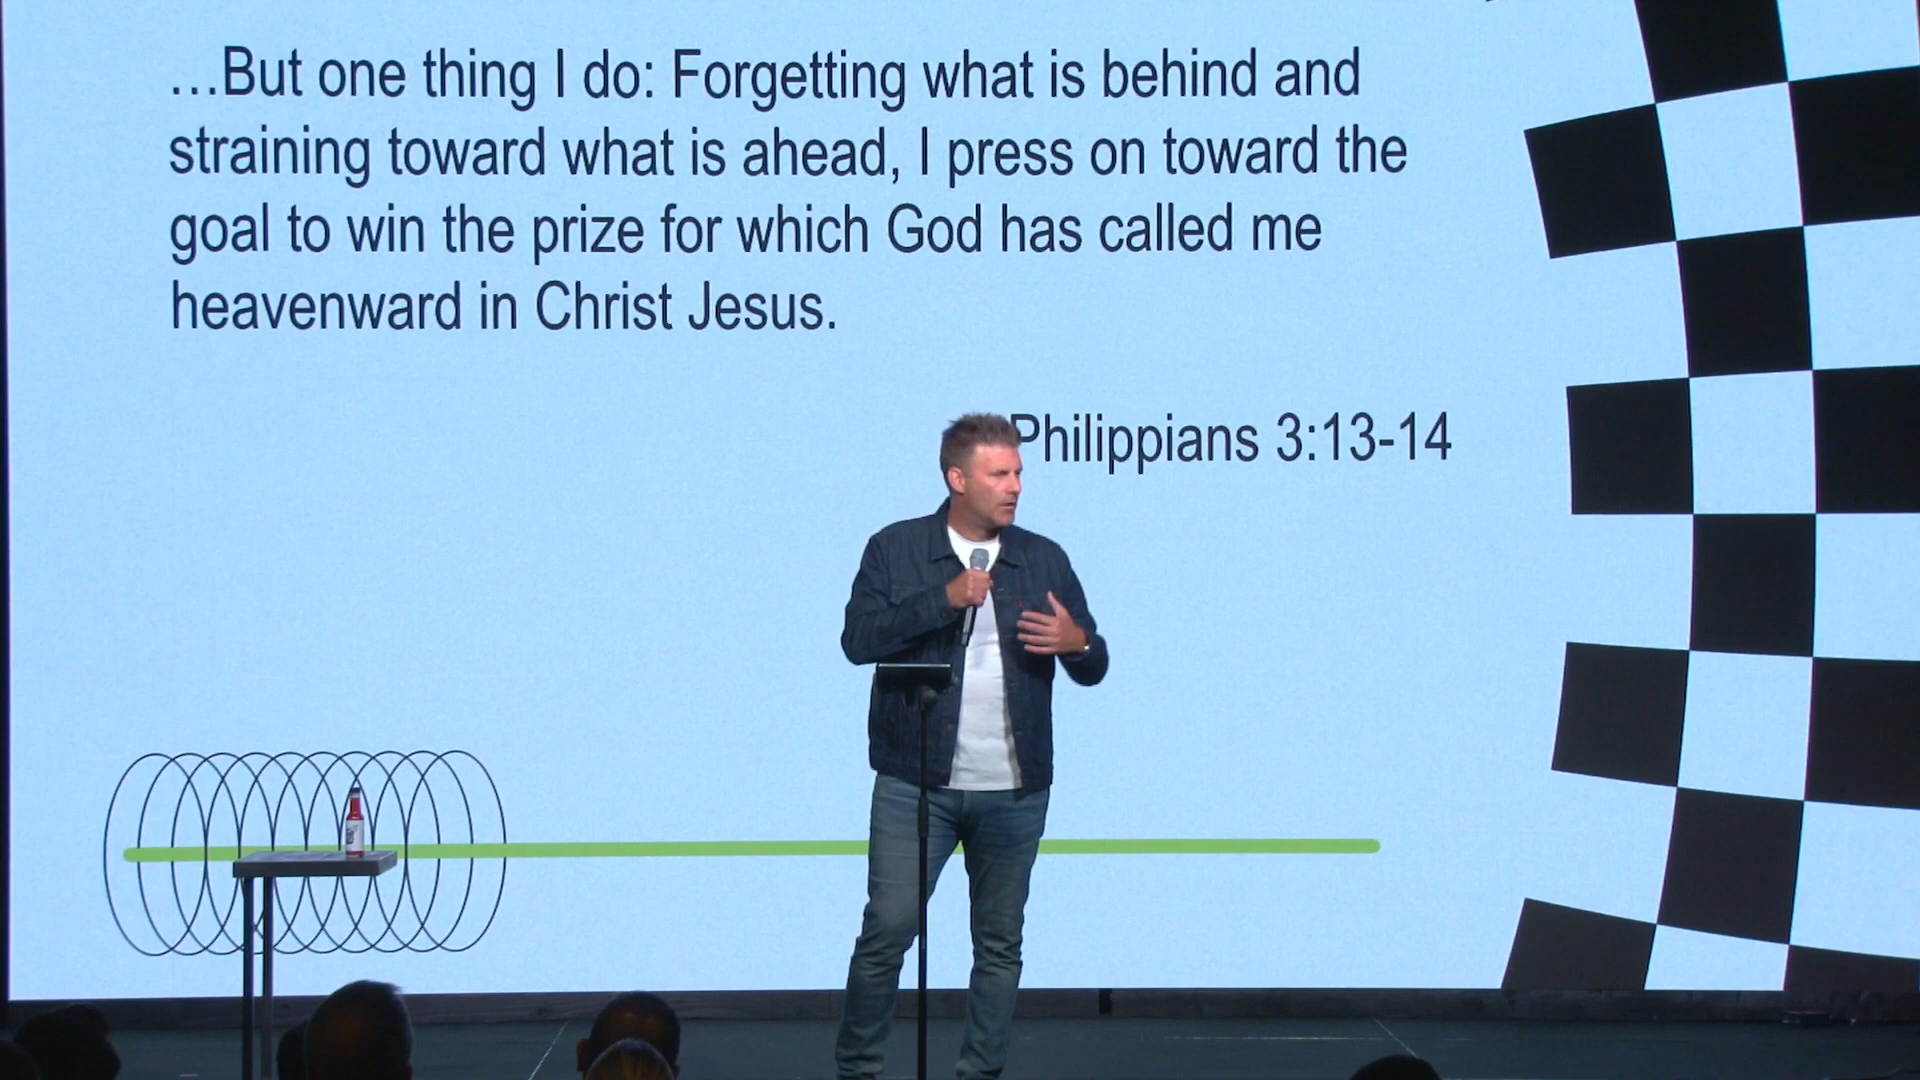 …But one thing I do: Forgetting what is behind and
straining toward what is ahead, I press on toward the
goal to win the prize for which God has called me
heavenward in Christ Jesus.
Philippians 3:13-14